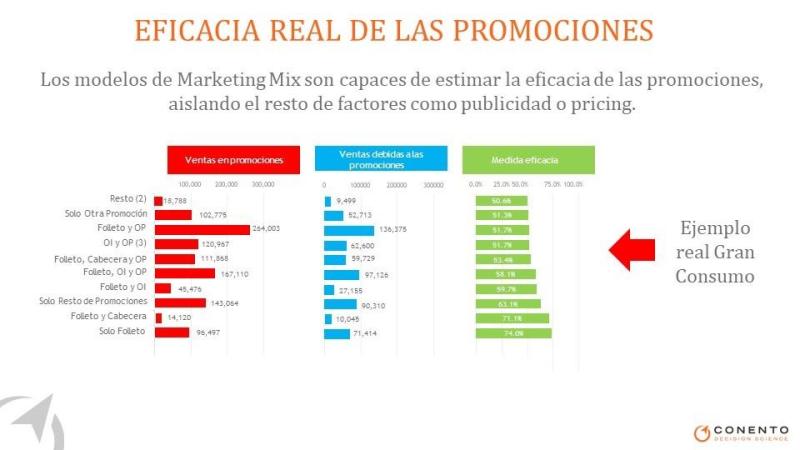 EFICACIA REAL DE LAS PROMOCIONES
Los modelos de Marketing Mix son capaces de estimar la eficacia de las promociones,
aislando el resto de factores como publicidad o pricing.
Ventas en promociones
Ventas debidas a las
promociones
Medida eficacia
100,000 200,000 300,000
0 100000 200000 300000
0.0% 25.0% 50.0% 75.0% 100.0%
Resto (2) 18,788 9,499 50.6%
Solo Otra Promoción 102,775 52,713 51.3%
Folleto y OP 264,003 136,375 51.7%
OI y OP (3) 120,967 62,600 51.7%
Folleto, Cabecera y OP 111,868 59,729 53.4%
Folleto, OI y OP 167,110 97,126 58.1%
Folleto y OI 45,476 27,155 59.7%
Solo Resto de Promociones 143,064 90,310 63.1%
Folleto y Cabecera 14,120 10,045 71.1%
Solo Folleto 96,497 71,414 74.0%
Ejemplo
real Gran
Consumo
CONENTO
DECISION SCIENCE